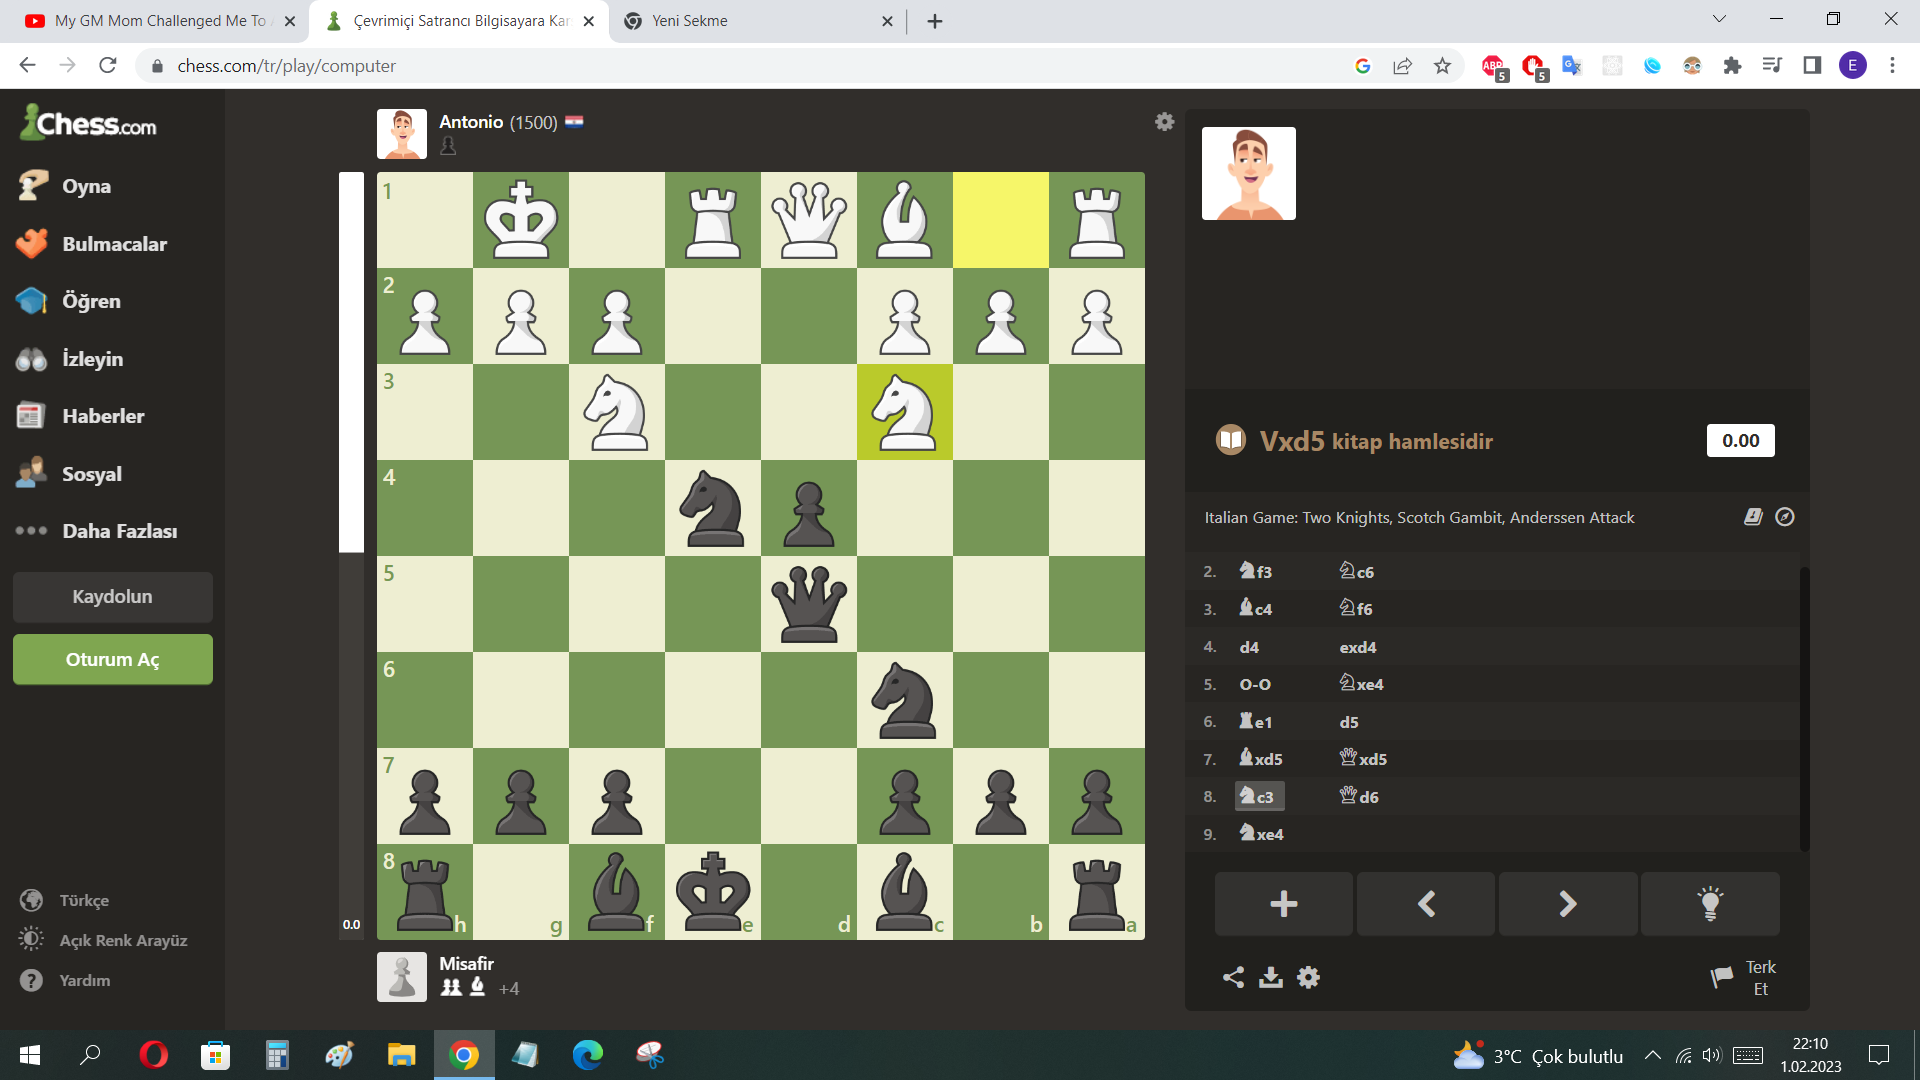 My GM Mom Challenged Me To
Çevrimiçi Satrancı Bilgisayara Kar
Yeni Sekme
chess.com/tr/play/computer
ABP
5
5
E
Chess.com
Oyna
Bulmacalar
Öğren
İzleyin
Haberler
Sosyal
Daha Fazlası
Kaydolun
Oturum Aç
Türkçe
Açık Renk Arayüz
Yardım
Antonio (1500)
1
2
3
4
5
6
7
8
h g f e d c b a
0.0
Misafir
+4
Vxd5 kitap hamlesidir
0.00
Italian Game: Two Knights, Scotch Gambit, Anderssen Attack
2. ♞f3 ♘c6
3. ♝c4 ♘f6
4. d4 exd4
5. O-O ♘xe4
6. ♜e1 d5
7. ♝xd5 ♕xd5
8. ♞c3 ♕d6
9. ♞xe4
Terk
Et
3°C Çok bulutlu
22:10
1.02.2023